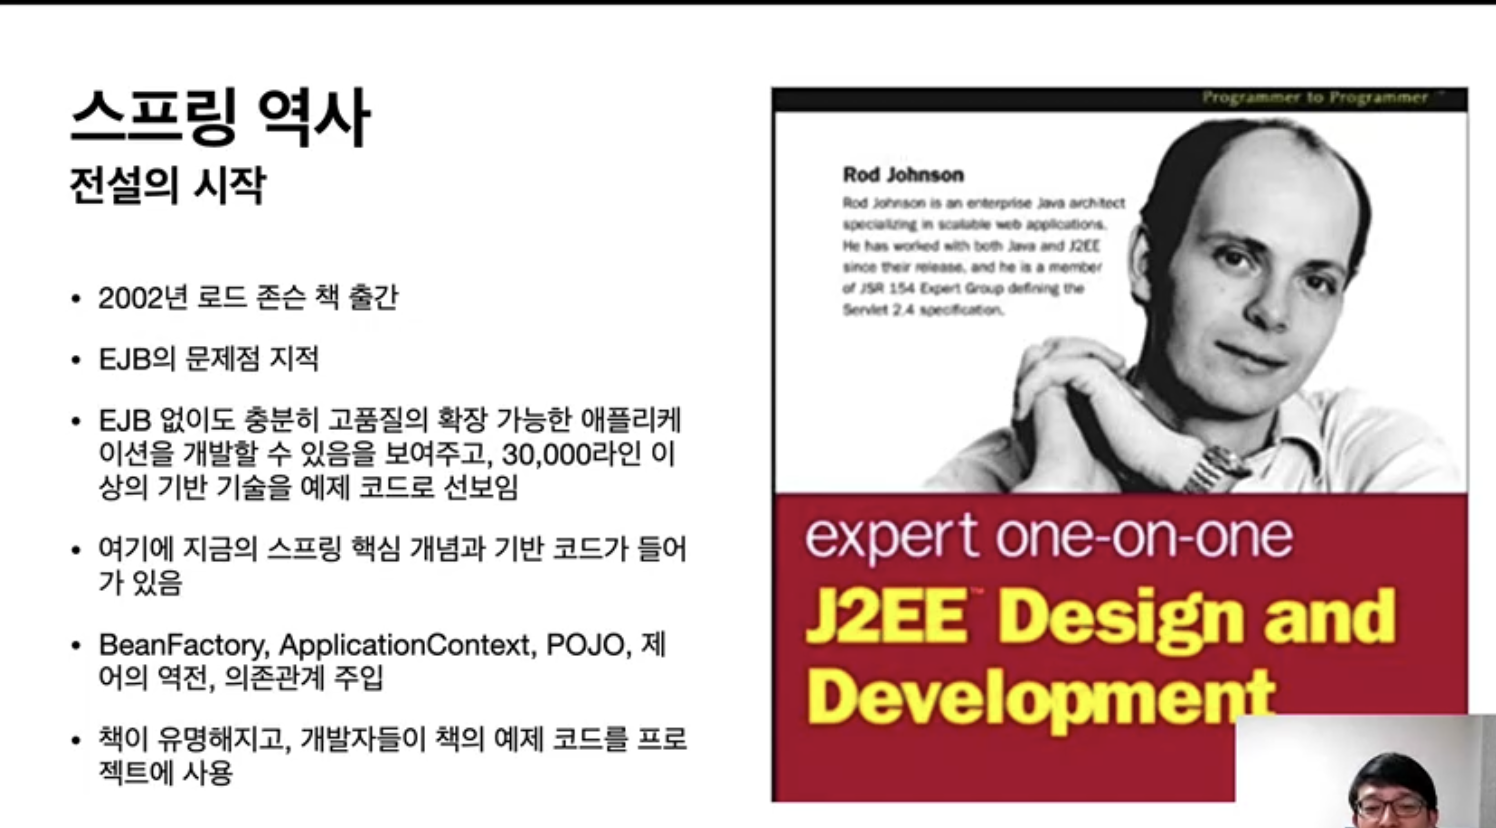 스프링 역사
전설의 시작
• 2002년 로드 존슨 책 출간
• EJB의 문제점 지적
• EJB 없이도 충분히 고품질의 확장 가능한 애플리케
이션을 개발할 수 있음을 보여주고, 30,000라인 이
상의 기반 기술을 예제 코드로 선보임
• 여기에 지금의 스프링 핵심 개념과 기반 코드가 들어
가 있음
• BeanFactory, ApplicationContext, POJO, 제
어의 역전, 의존관계 주입
• 책이 유명해지고, 개발자들이 책의 예제 코드를 프로
젝트에 사용
Programmer to Programmer™
Rod Johnson
Rod Johnson is an enterprise Java architect
specializing in scalable web applications.
He has worked with both Java and J2EE
since their release, and he is a member
of JSR 154 Expert Group defining the
Servlet 2.4 specification.
expert one-on-one
J2EE™ Design and
Development